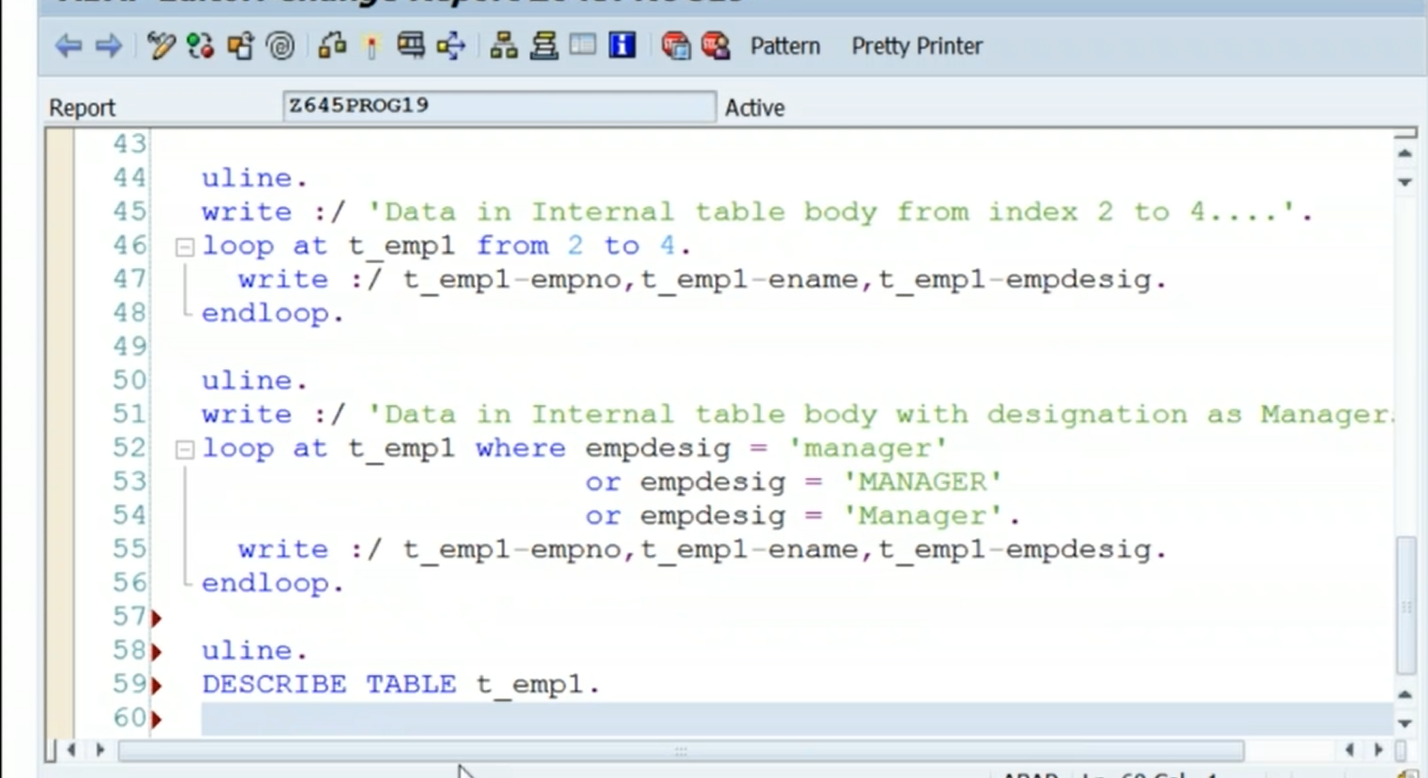 Pattern Pretty Printer
Report Z645PROG19 Active
43
44 uline.
45 write :/ 'Data in Internal table body from index 2 to 4....'.
46 loop at t_emp1 from 2 to 4.
47 write :/ t_emp1-empno,t_emp1-ename,t_emp1-empdesig.
48 endloop.
49
50 uline.
51 write :/ 'Data in Internal table body with designation as Manager.
52 loop at t_emp1 where empdesig = 'manager'
53 or empdesig = 'MANAGER'
54 or empdesig = 'Manager'.
55 write :/ t_emp1-empno,t_emp1-ename,t_emp1-empdesig.
56 endloop.
57
58 uline.
59 DESCRIBE TABLE t_emp1.
60